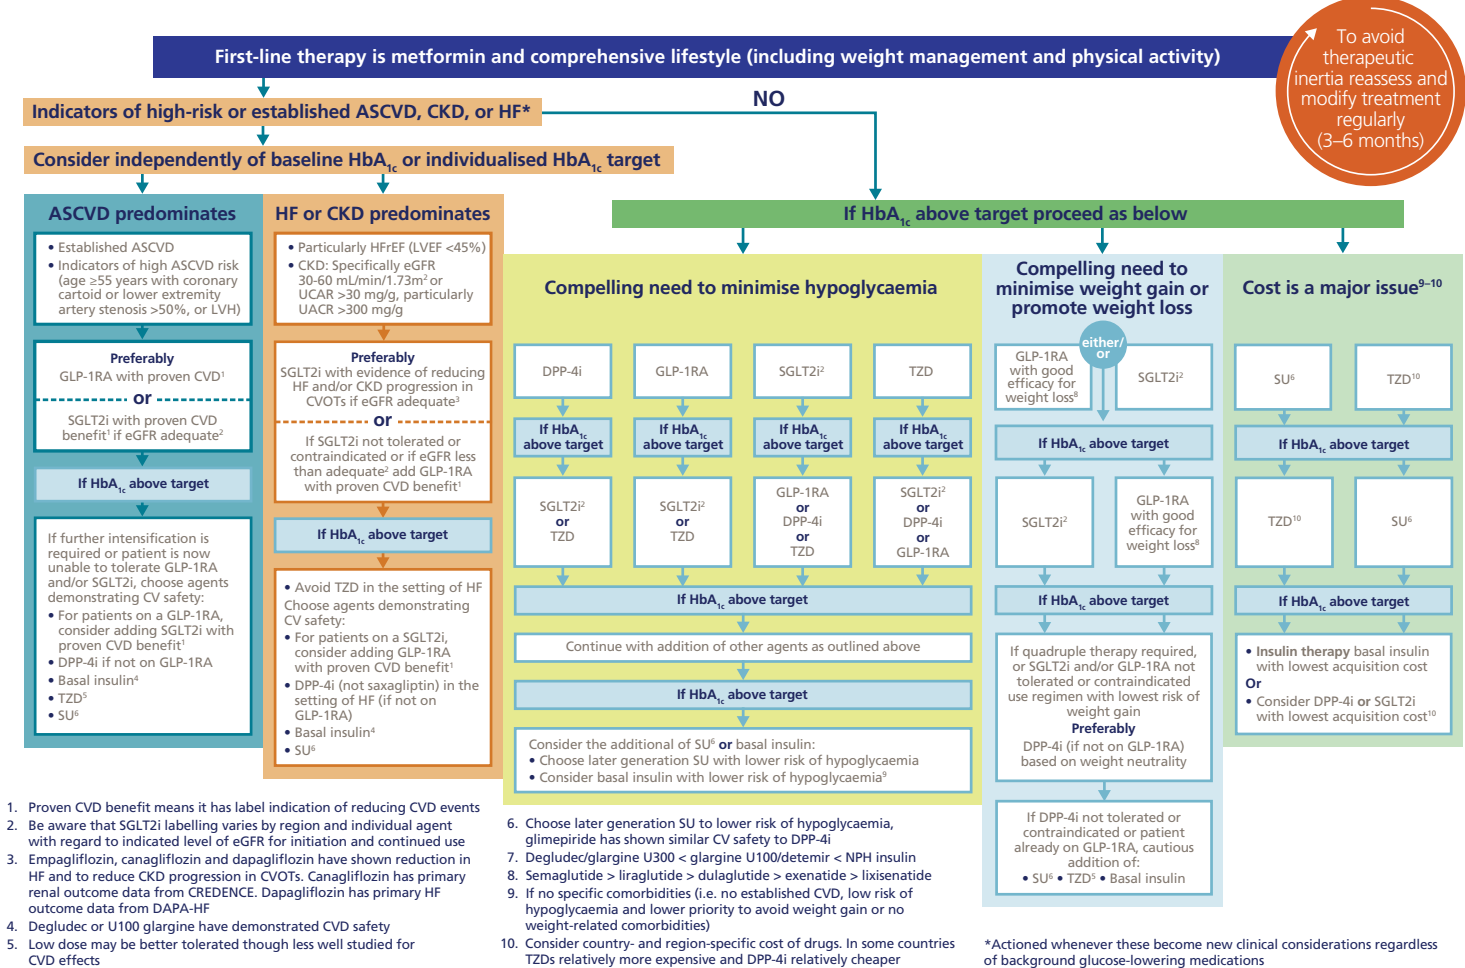 First-line therapy is metformin and comprehensive lifestyle (including weight management and physical activity)
To avoid
therapeutic
inertia reassess and
modify treatment
regularly
(3–6 months)
Indicators of high-risk or established ASCVD, CKD, or HF*
NO
Consider independently of baseline HbA1c or individualised HbA1c target
ASCVD predominates
• Established ASCVD
• Indicators of high ASCVD risk
(age ≥55 years with coronary
cartoid or lower extremity
artery stenosis >50%, or LVH)
Preferably
GLP-1RA with proven CVD1
or
SGLT2i with proven CVD
benefit1 if eGFR adequate2
If HbA1c above target
If further intensification is
required or patient is now
unable to tolerate GLP-1RA
and/or SGLT2i, choose agents
demonstrating CV safety:
• For patients on a GLP-1RA,
consider adding SGLT2i with
proven CVD benefit1
• DPP-4i if not on GLP-1RA
• Basal insulin4
• TZD5
• SU6
HF or CKD predominates
• Particularly HFrEF (LVEF <45%)
• CKD: Specifically eGFR
30-60 mL/min/1.73m2 or
UCAR >30 mg/g, particularly
UACR >300 mg/g
Preferably
SGLT2i with evidence of reducing
HF and/or CKD progression in
CVOTs if eGFR adequate3
or
If SGLT2i not tolerated or
contraindicated or if eGFR less
than adequate2 add GLP-1RA
with proven CVD benefit1
If HbA1c above target
• Avoid TZD in the setting of HF
Choose agents demonstrating
CV safety:
• For patients on a SGLT2i,
consider adding GLP-1RA
with proven CVD benefit1
• DPP-4i (not saxagliptin) in the
setting of HF (if not on
GLP-1RA)
• Basal insulin4
• SU6
If HbA1c above target proceed as below
Compelling need to minimise hypoglycaemia
DPP-4i
GLP-1RA
SGLT2i2
TZD
If HbA1c
above target
If HbA1c
above target
If HbA1c
above target
If HbA1c
above target
SGLT2i2
or
TZD
SGLT2i2
or
TZD
GLP-1RA
or
DPP-4i
or
TZD
SGLT2i2
or
DPP-4i
or
GLP-1RA
If HbA1c above target
Continue with addition of other agents as outlined above
If HbA1c above target
Consider the additional of SU6 or basal insulin:
• Choose later generation SU with lower risk of hypoglycaemia
• Consider basal insulin with lower risk of hypoglycaemia9
Compelling need to
minimise weight gain or
promote weight loss
either/
or
GLP-1RA
with good
efficacy for
weight loss8
SGLT2i2
If HbA1c above target
SGLT2i2
GLP-1RA
with good
efficacy for
weight loss8
If HbA1c above target
If quadruple therapy required,
or SGLT2i and/or GLP-1RA not
tolerated or contraindicated
use regimen with lowest risk of
weight gain
Preferably
DPP-4i (if not on GLP-1RA)
based on weight neutrality
If DPP-4i not tolerated or
contraindicated or patient
already on GLP-1RA, cautious
addition of:
• SU6 • TZD5 • Basal insulin
Cost is a major issue9–10
SU6
TZD10
If HbA1c above target
TZD10
SU6
If HbA1c above target
• Insulin therapy basal insulin
with lowest acquisition cost
Or
• Consider DPP-4i or SGLT2i
with lowest acquisition cost10
1. Proven CVD benefit means it has label indication of reducing CVD events
2. Be aware that SGLT2i labelling varies by region and individual agent
with regard to indicated level of eGFR for initiation and continued use
3. Empagliflozin, canagliflozin and dapagliflozin have shown reduction in
HF and to reduce CKD progression in CVOTs. Canagliflozin has primary
renal outcome data from CREDENCE. Dapagliflozin has primary HF
outcome data from DAPA-HF
4. Degludec or U100 glargine have demonstrated CVD safety
5. Low dose may be better tolerated though less well studied for
CVD effects
6. Choose later generation SU to lower risk of hypoglycaemia,
glimepiride has shown similar CV safety to DPP-4i
7. Degludec/glargine U300 < glargine U100/detemir < NPH insulin
8. Semaglutide > liraglutide > dulaglutide > exenatide > lixisenatide
9. If no specific comorbidities (i.e. no established CVD, low risk of
hypoglycaemia and lower priority to avoid weight gain or no
weight-related comorbidities)
10. Consider country- and region-specific cost of drugs. In some countries
TZDs relatively more expensive and DPP-4i relatively cheaper
*Actioned whenever these become new clinical considerations regardless
of background glucose-lowering medications